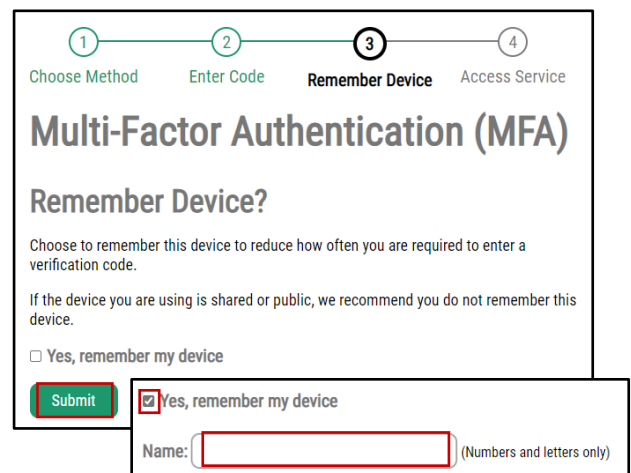 1 2 3 4
Choose Method Enter Code Remember Device Access Service
Multi-Factor Authentication (MFA)
Remember Device?
Choose to remember this device to reduce how often you are required to enter a
verification code.
If the device you are using is shared or public, we recommend you do not remember this
device.
Yes, remember my device
Submit
Yes, remember my device
Name: (Numbers and letters only)